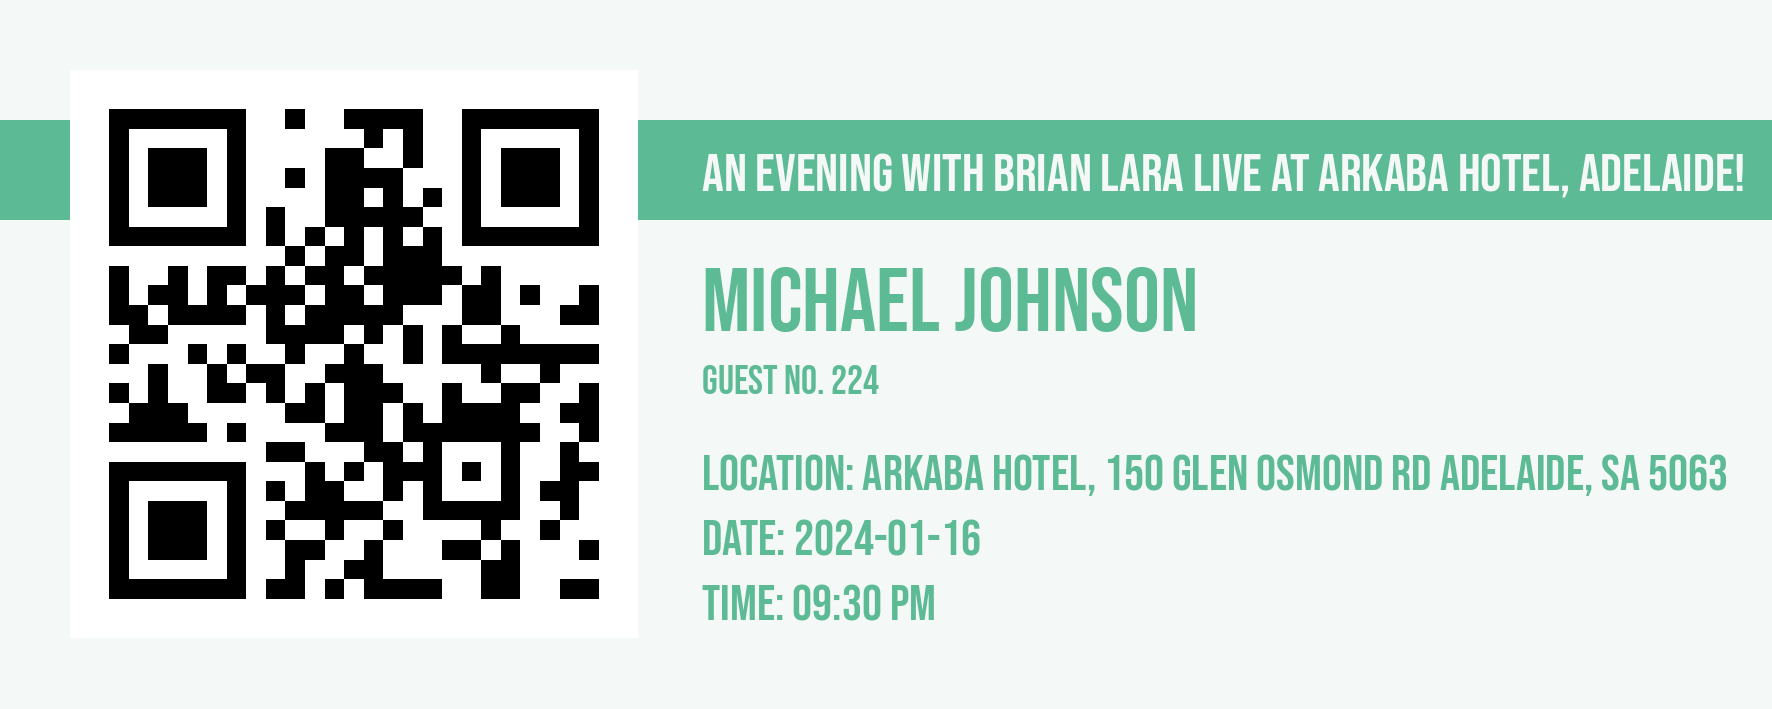 AN EVENING WITH BRIAN LARA LIVE AT ARKABA HOTEL, ADELAIDE!
MICHAEL JOHNSON
GUEST NO. 224
LOCATION: ARKABA HOTEL, 150 GLEN OSMOND RD ADELAIDE, SA 5063
DATE: 2024-01-16
TIME: 09:30 PM